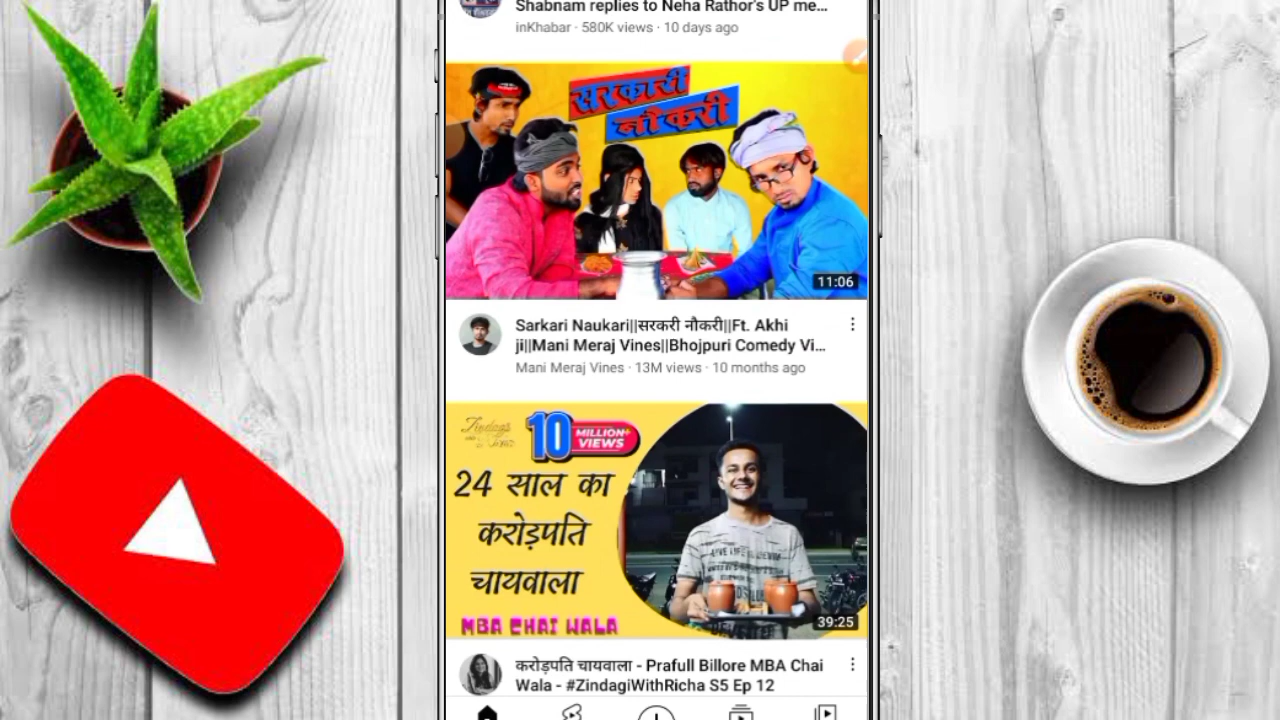 Shabnam replies to Neha Rathor's UP me...
inKhabar · 580K views · 10 days ago
सरकारी
नौकरी
11:06
Sarkari Naukari||सरकरी नौकरी||Ft. Akhi
ji||Mani Meraj Vines||Bhojpuri Comedy Vi...
Mani Meraj Vines · 13M views · 10 months ago
10 MILLION+
VIEWS
24 साल का
करोड़पति
चायवाला
MBA CHAI WALA
39:25
करोड़पति चायवाला - Prafull Billore MBA Chai
Wala - #ZindagiWithRicha S5 Ep 12